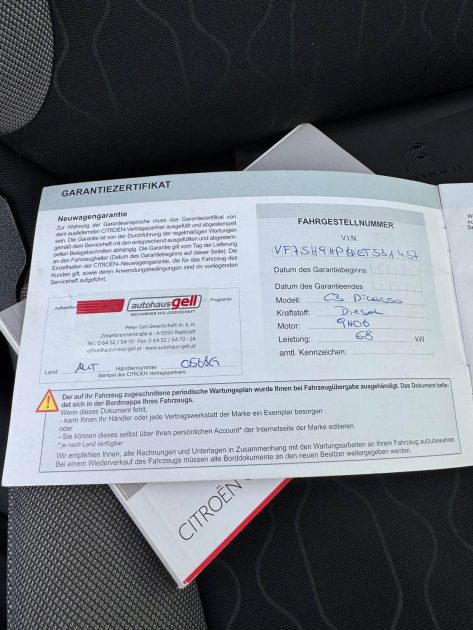 GARANTIEZERTIFIKAT
Neuwagengarantie
Zur Wahrung der Garantieansprüche muss das Garantiezertifikat von
dem ausliefernden CITROËN-Vertragspartner ausgefüllt und abgestempelt
sein. Die Garantie ist von der Durchführung der regelmäßigen Wartungen
gemäß dem Serviceheft mit den entsprechend ausgefüllten und abgestem-
pelten Belegabschnitten abhängig. Die Garantie gilt vom Tag der Lieferung
an den Fahrzeughalter (Datum des Garantiebeginns auf dieser Seite). Die
Einzelheiten der CITROËN-Neuwagengarantie, die für das Fahrzeug des
Kunden gilt, sowie deren Anwendungsbedingungen sind im vorliegenden
Serviceheft aufgeführt.
autohausgell
MECHANIKER AUS LEIDENSCHAFT
Programm:
Peter Gell Gesellschaft m. b. H.
Ziegelbrennerstraße 6 · A-5550 Radstadt
Tel.: 0 64 52 / 54 70 · Fax: 0 64 52 / 54 70 - 24
office@autohaus-gell.at · www.autohaus-gell.at
Land: AUT Händlernummer: 0568G
Stempel des CITROËN Vertragspartners
FAHRGESTELLNUMMER
V.I.N.
Datum des Garantiebeginns
Datum des Garantieendes
Modell: C3 Picasso
Kraftstoff: Diesel
Motor: 9H06
Leistung: 68 kW
amtl. Kennzeichen:
Der auf ihr Fahrzeug zugeschnittene periodische Wartungsplan wurde Ihnen bei Fahrzeugübergabe ausgehändigt. Das Dokument befin-
det sich in der Bordmappe Ihres Fahrzeugs.
Wenn dieses Dokument fehlt,
- kann Ihnen Ihr Händler oder jede Vertragswerkstatt der Marke ein Exemplar besorgen
oder
- Sie können dieses selbst über Ihren persönlichen Account* der Internetseite der Marke editieren.
*je nach Land verfügbar
Wir empfehlen Ihnen, alle Rechnungen und Unterlagen in Zusammenhang mit den Wartungsarbeiten an Ihrem Fahrzeug aufzubewahren.
Bei einem Wiederverkauf des Fahrzeugs müssen alle Borddokumente an den neuen Besitzer weitergegeben werden.
CITROËN